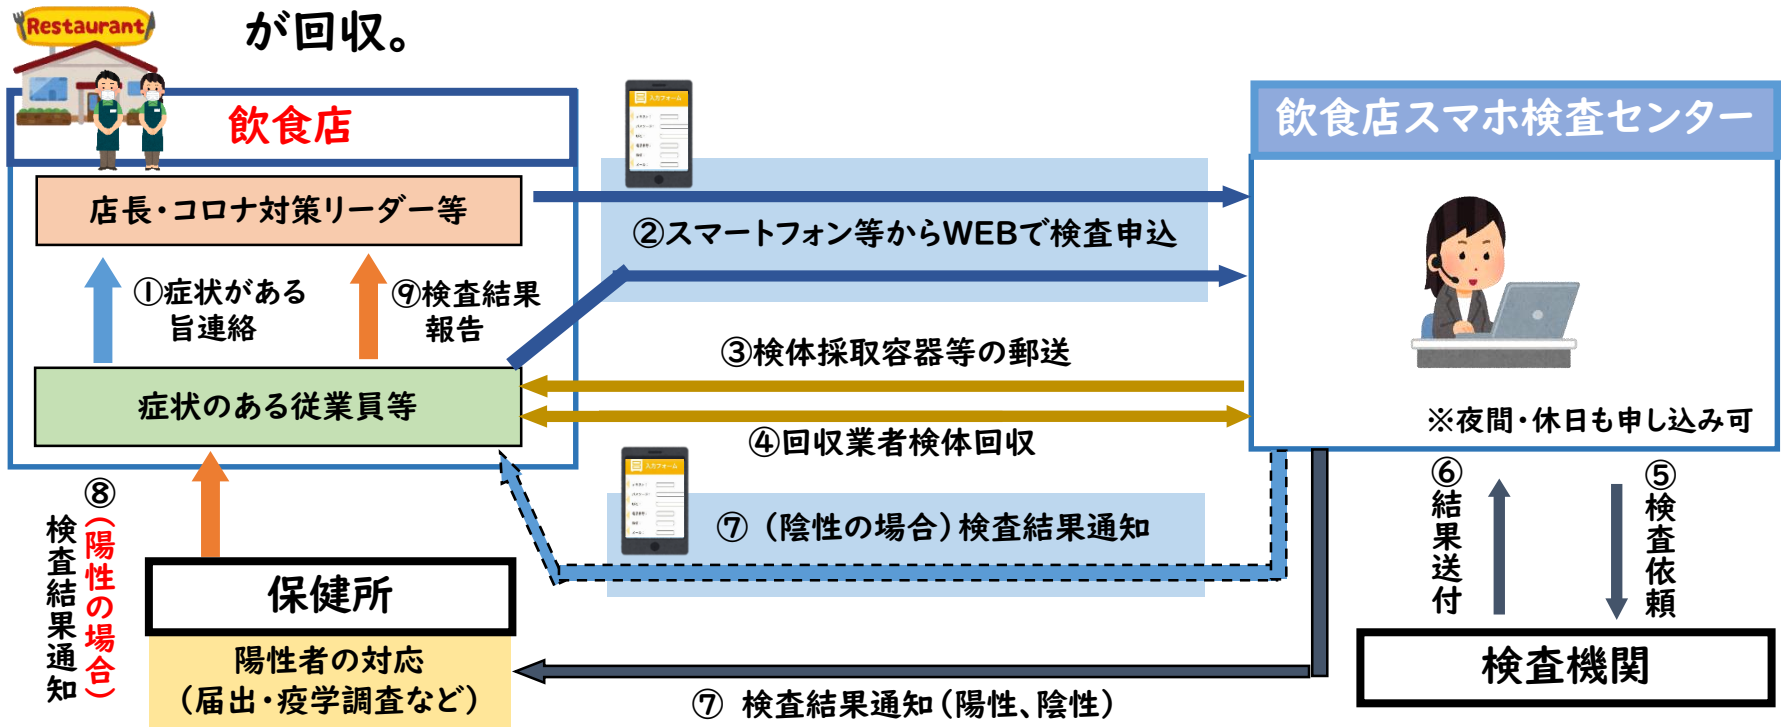 が回収。
Restaurant
飲食店
飲食店スマホ検査センター
店長・コロナ対策リーダー等
②スマートフォン等からWEBで検査申込
①症状がある
旨連絡
⑨検査結果
報告
③検体採取容器等の郵送
症状のある従業員等
④回収業者検体回収
※夜間・休日も申し込み可
入力フォーム
⑦（陰性の場合）検査結果通知
⑥結果送付
⑤検査依頼
⑧（陽性の場合）
検査結果通知
保健所
陽性者の対応
（届出・疫学調査など）
検査機関
⑦ 検査結果通知（陽性、陰性）